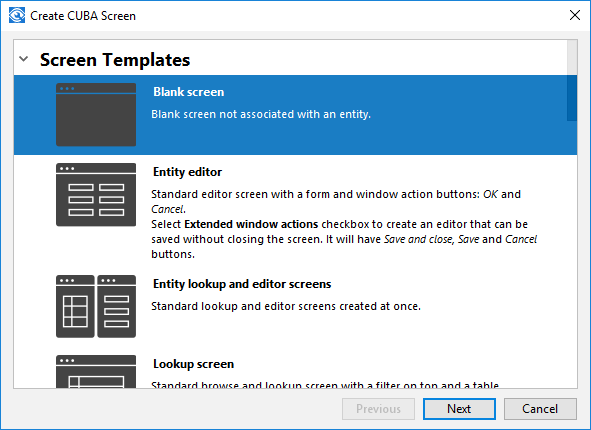 Create CUBA Screen
Screen Templates
Blank screen
Blank screen not associated with an entity.
Entity editor
Standard editor screen with a form and window action buttons: OK and
Cancel.
Select Extended window actions checkbox to create an editor that can be
saved without closing the screen. It will have Save and close, Save and Cancel
buttons.
Entity lookup and editor screens
Standard lookup and editor screens created at once.
Lookup screen
Standard browse and lookup screen with a filter on top and a table
Previous
Next
Cancel